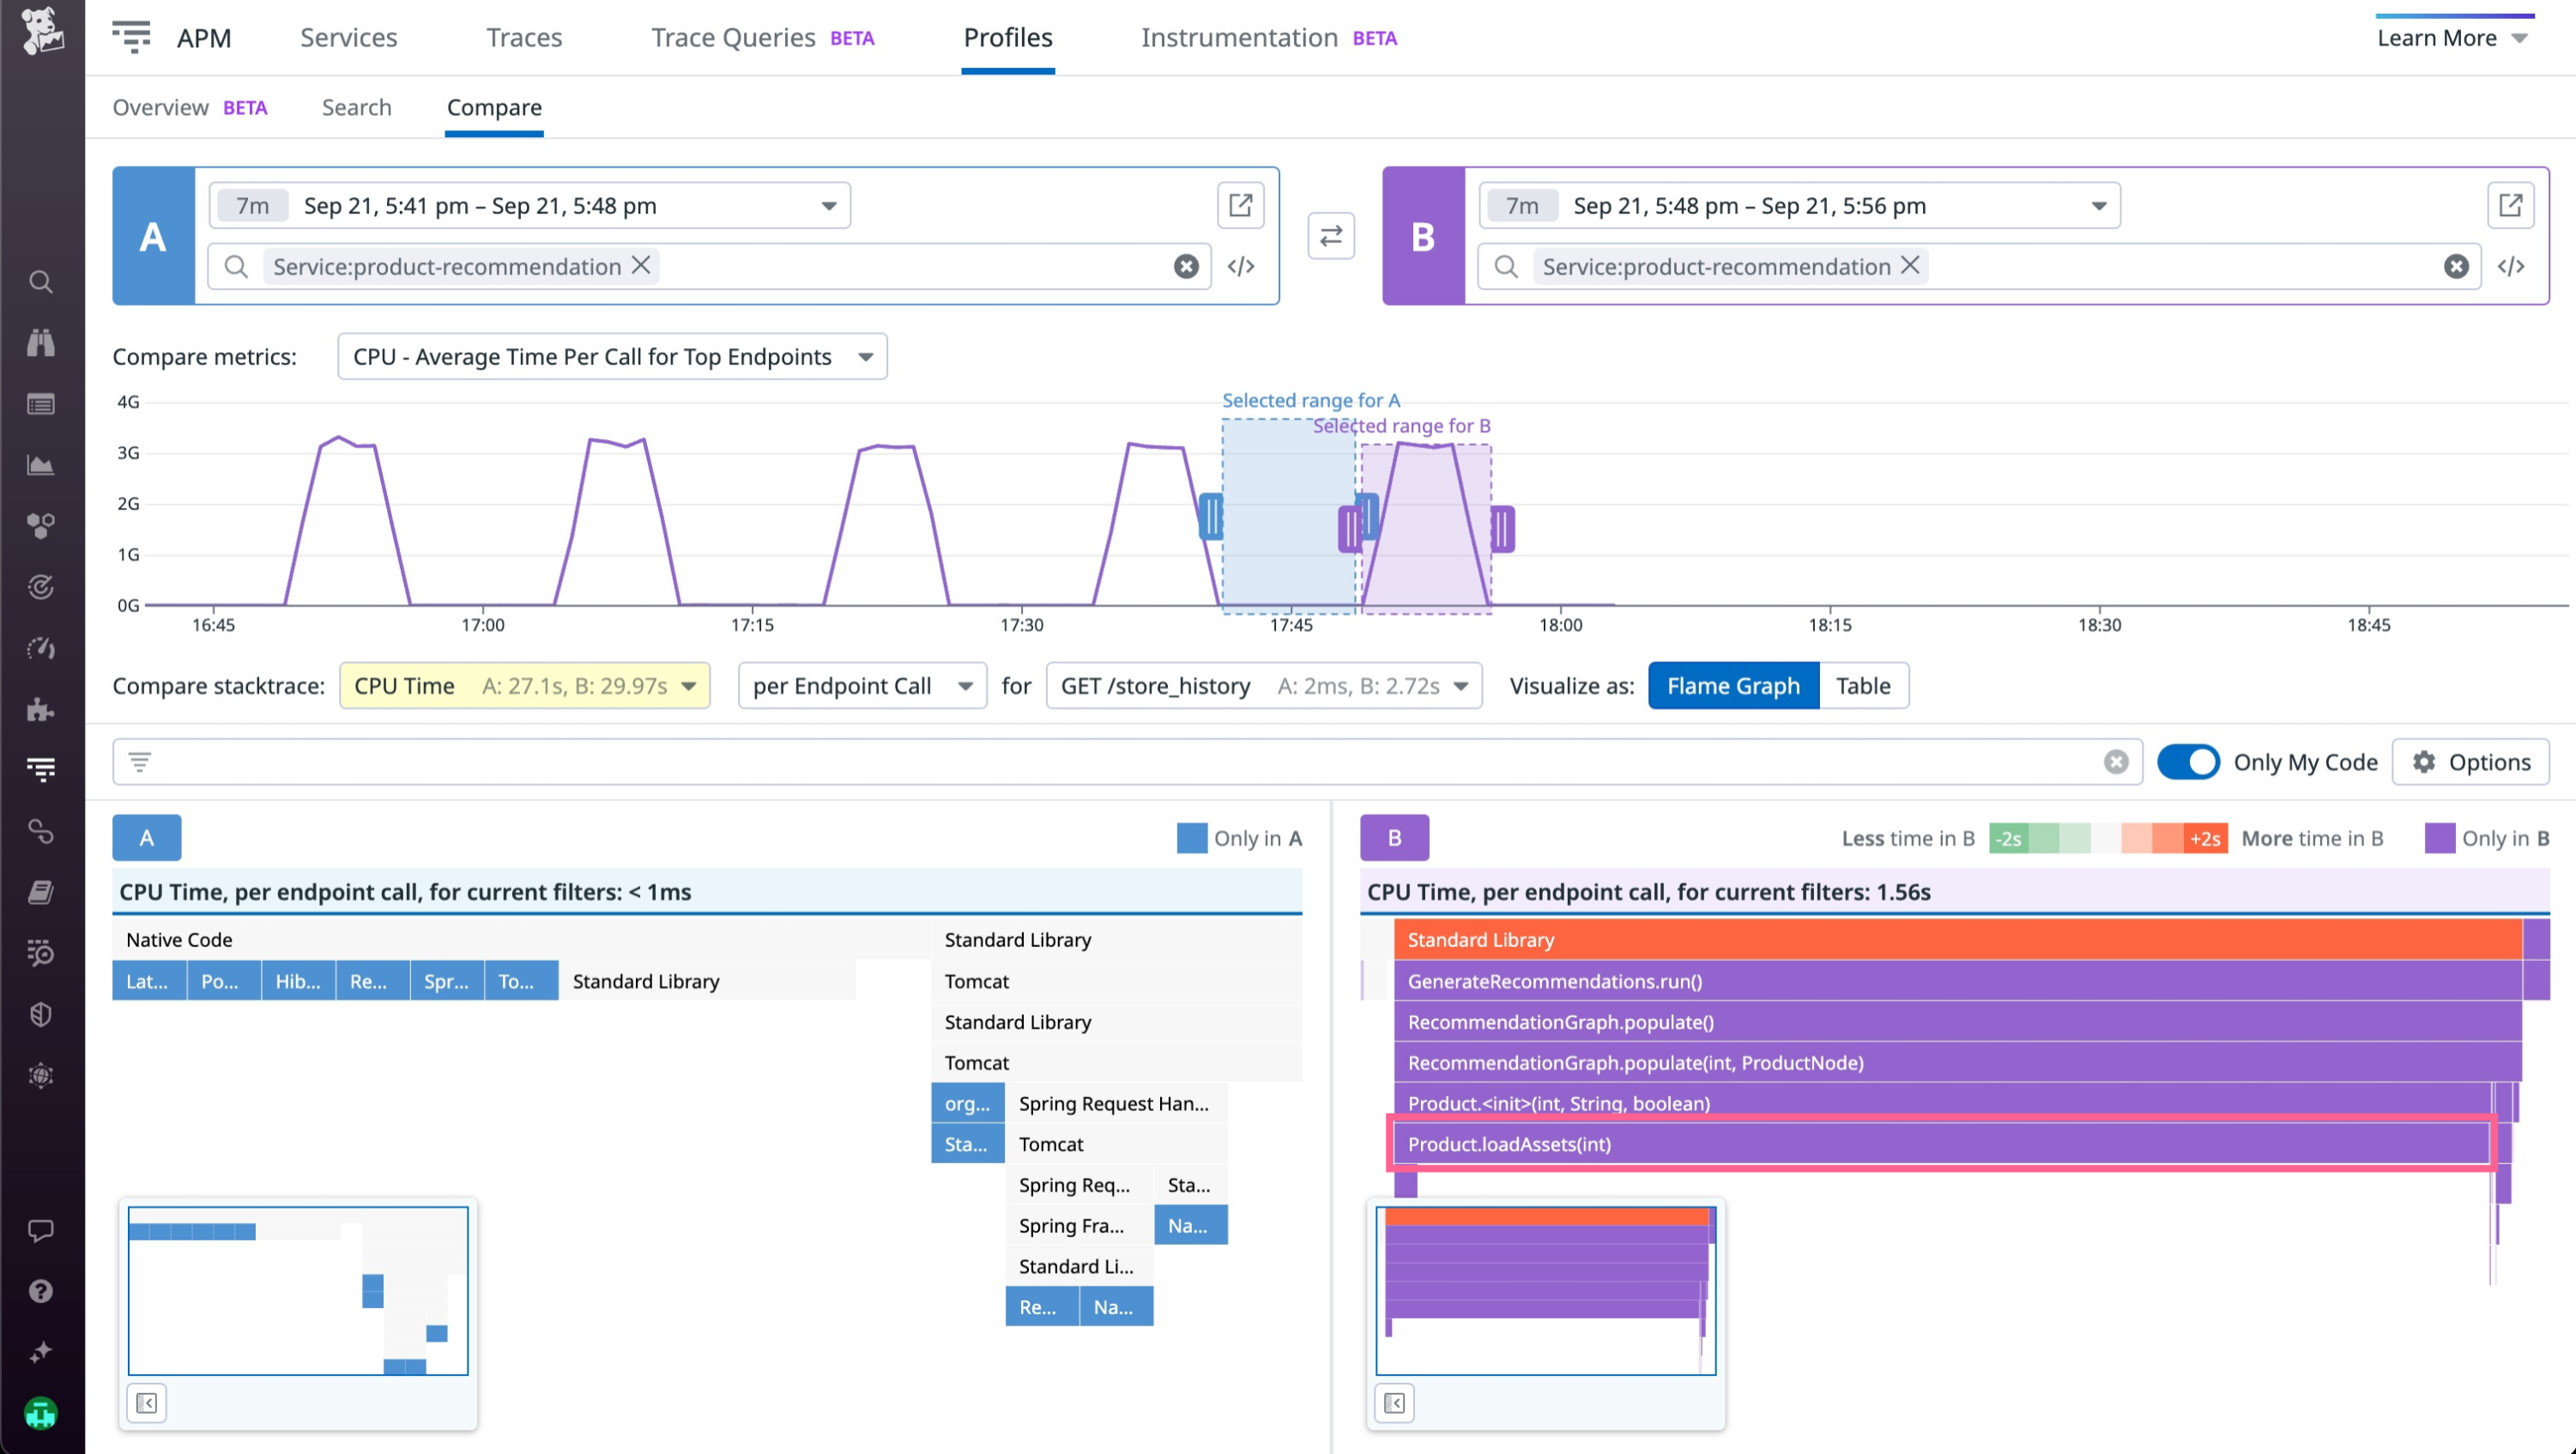 APM Services Traces Trace Queries BETA Profiles Instrumentation BETA Learn More
Overview BETA Search Compare
A
7m Sep 21, 5:41 pm – Sep 21, 5:48 pm
Service:product-recommendation
B
7m Sep 21, 5:48 pm – Sep 21, 5:56 pm
Service:product-recommendation
Compare metrics: CPU - Average Time Per Call for Top Endpoints
Selected range for A
Selected range for B
4G
3G
2G
1G
0G
16:45 17:00 17:15 17:30 17:45 18:00 18:15 18:30 18:45
Compare stacktrace: CPU Time A: 27.1s, B: 29.97s per Endpoint Call for GET /store_history A: 2ms, B: 2.72s Visualize as: Flame Graph Table
Only My Code Options
A Only in A
CPU Time, per endpoint call, for current filters: < 1ms
Native Code Standard Library
Lat... Po... Hib... Re... Spr... To... Standard Library Tomcat
Standard Library
Tomcat
org... Spring Request Han...
Sta... Tomcat
Spring Req... Sta...
Spring Fra... Na...
Standard Li...
Re... Na...
B Less time in B -2s +2s More time in B Only in B
CPU Time, per endpoint call, for current filters: 1.56s
Standard Library
GenerateRecommendations.run()
RecommendationGraph.populate()
RecommendationGraph.populate(int, ProductNode)
Product.<init>(int, String, boolean)
Product.loadAssets(int)